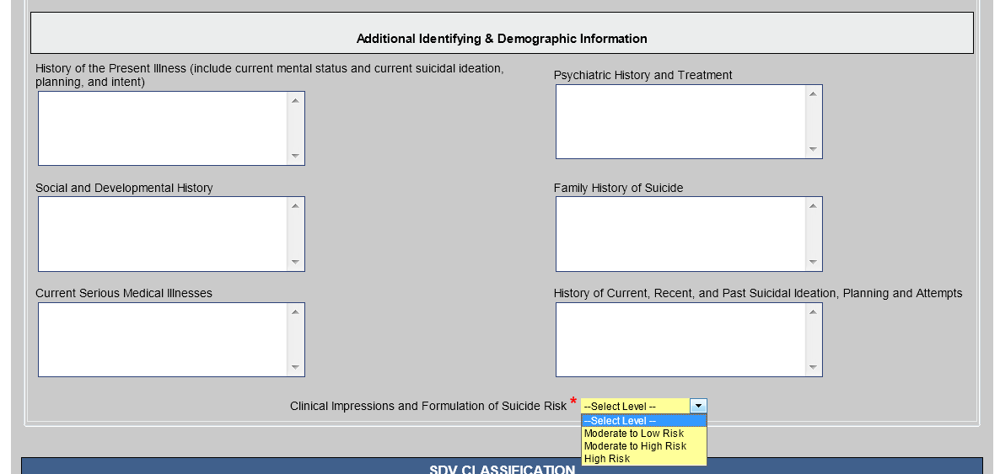 Additional Identifying & Demographic Information
History of the Present Illness (include current mental status and current suicidal ideation,
planning, and intent)
Psychiatric History and Treatment
Social and Developmental History
Family History of Suicide
Current Serious Medical Illnesses
History of Current, Recent, and Past Suicidal Ideation, Planning and Attempts
Clinical Impressions and Formulation of Suicide Risk * --Select Level --
--Select Level --
Moderate to Low Risk
Moderate to High Risk
High Risk
SDV CLASSIFICATION